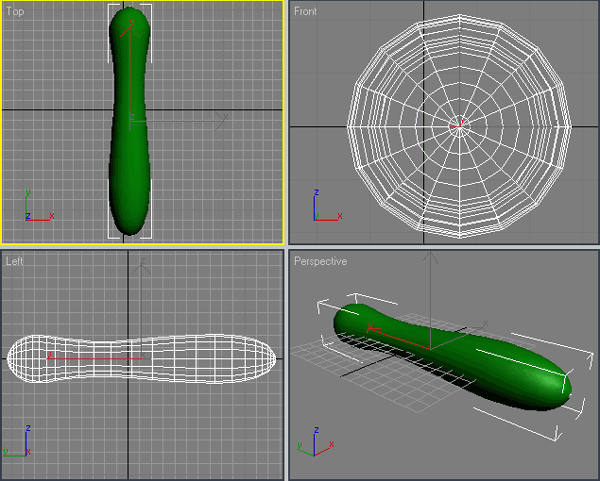 Top
Front
y
z x
z
y x
Left
Perspective
z
y x
z
y x